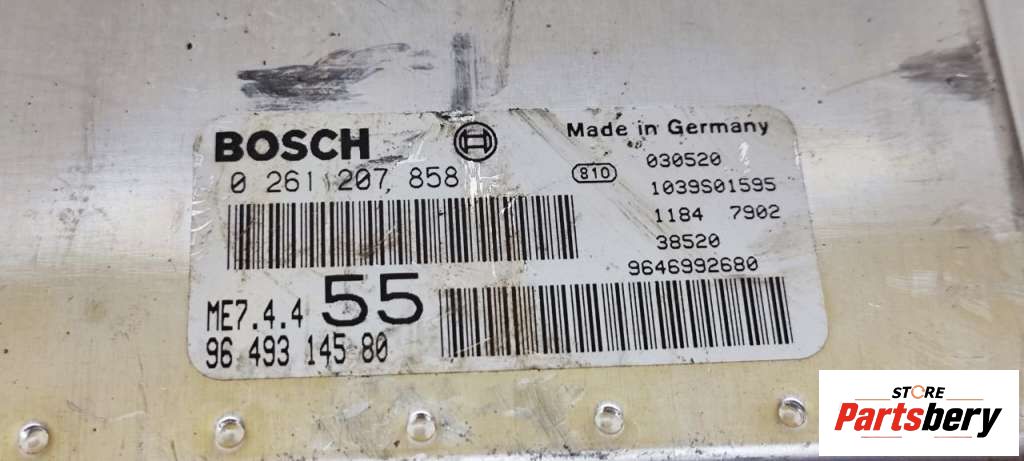 BOSCH
Made in Germany
0 261 207 858
810
030520
1039S01595
1184 7902
38520
9646992680
ME7.4.4 55
96 493 145 80
STORE
Partsbery